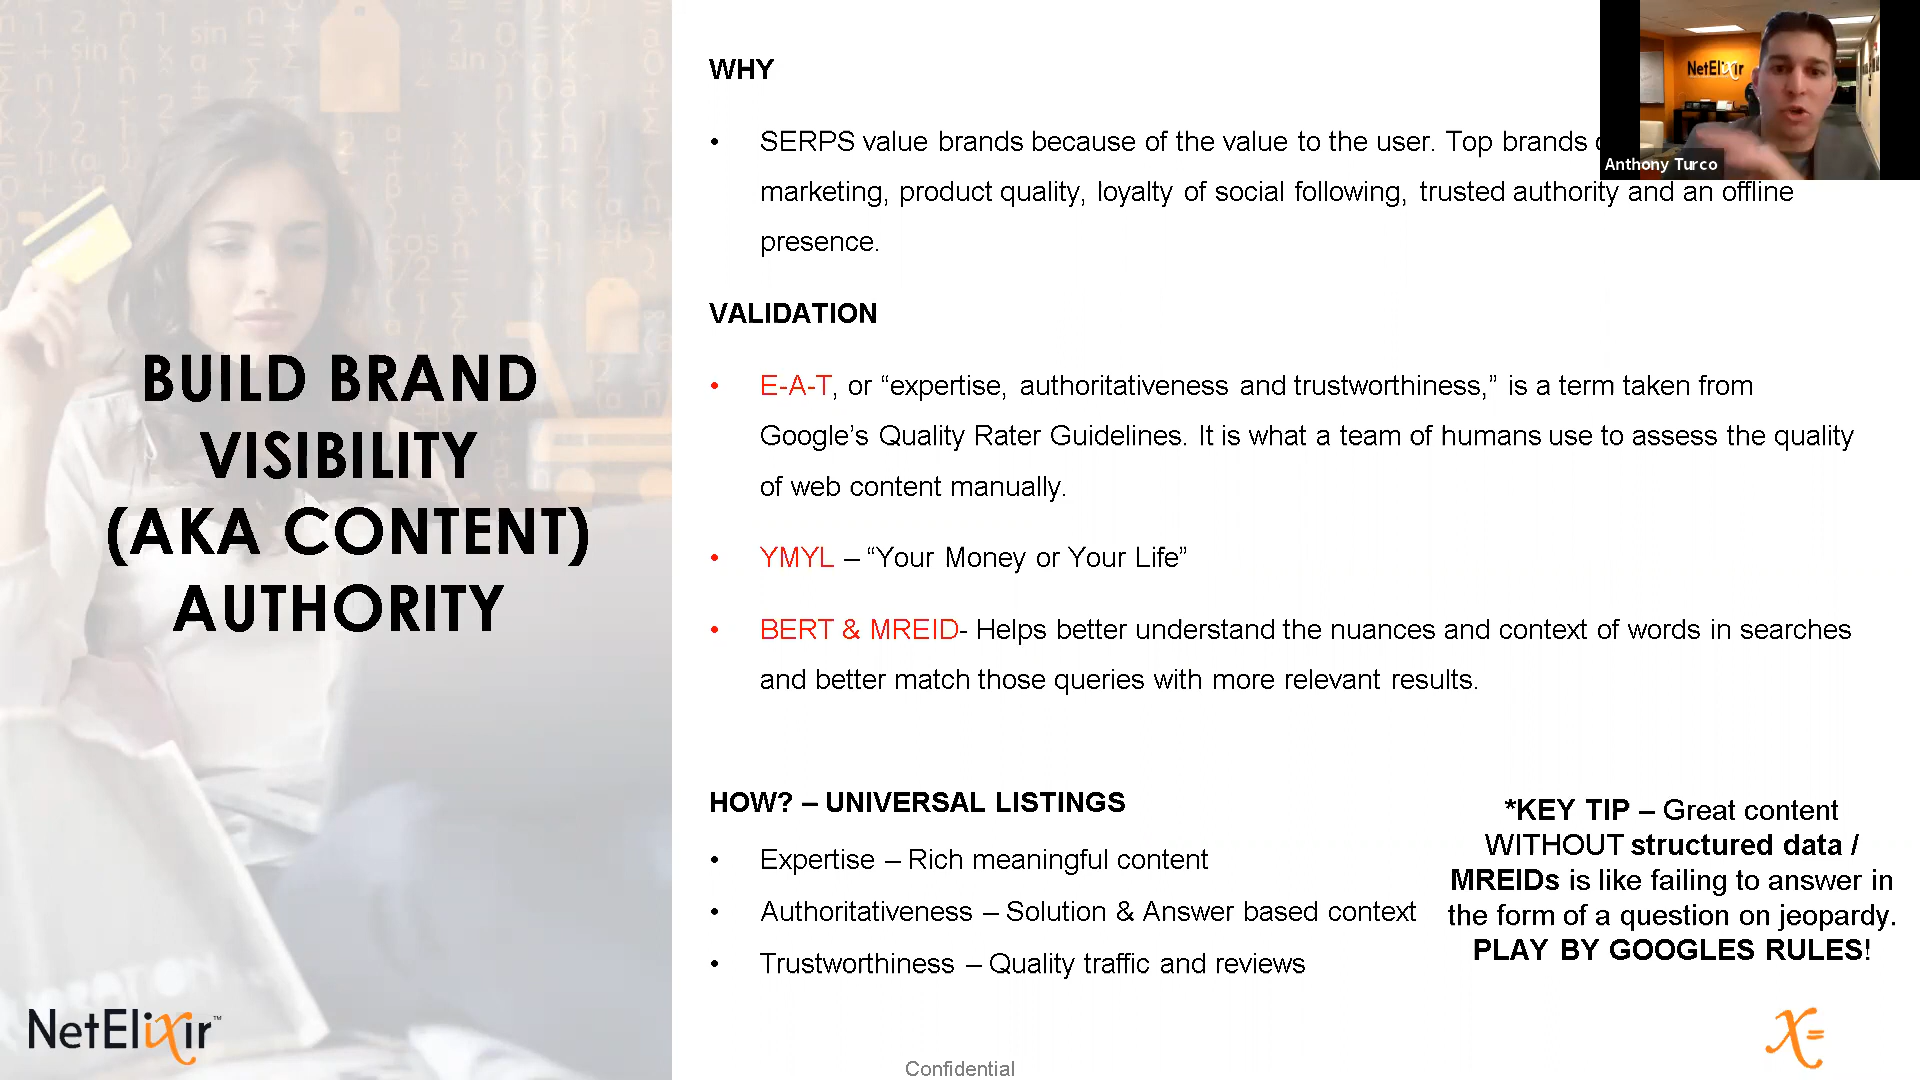 BUILD BRAND
VISIBILITY
(AKA CONTENT)
AUTHORITY
NetElixir™
WHY
• SERPS value brands because of the value to the user. Top brands
marketing, product quality, loyalty of social following, trusted authority and an offline
presence.
VALIDATION
• E-A-T, or “expertise, authoritativeness and trustworthiness,” is a term taken from
Google’s Quality Rater Guidelines. It is what a team of humans use to assess the quality
of web content manually.
• YMYL – “Your Money or Your Life”
• BERT & MREID- Helps better understand the nuances and context of words in searches
and better match those queries with more relevant results.
HOW? – UNIVERSAL LISTINGS
• Expertise – Rich meaningful content
• Authoritativeness – Solution & Answer based context
• Trustworthiness – Quality traffic and reviews
*KEY TIP – Great content
WITHOUT structured data /
MREIDs is like failing to answer in
the form of a question on jeopardy.
PLAY BY GOOGLES RULES!
Confidential
X=
NetElixir
Anthony Turco